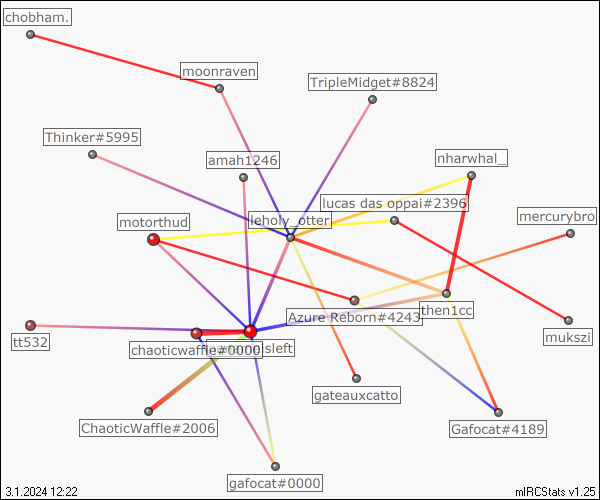 chobham.
moonraven
TripleMidget#8824
Thinker#5995
amah1246
nharwhal_
lucas das oppai#2396
motorthud
leholy_otter
mercurybro
Azure Reborn#4243
then1cc
tt532
chaoticwaffle#0000
isleft
mukszi
gateauxcatto
ChaoticWaffle#2006
Gafocat#4189
gafocat#0000
3.1.2024 12:22
mIRCStats v1.25